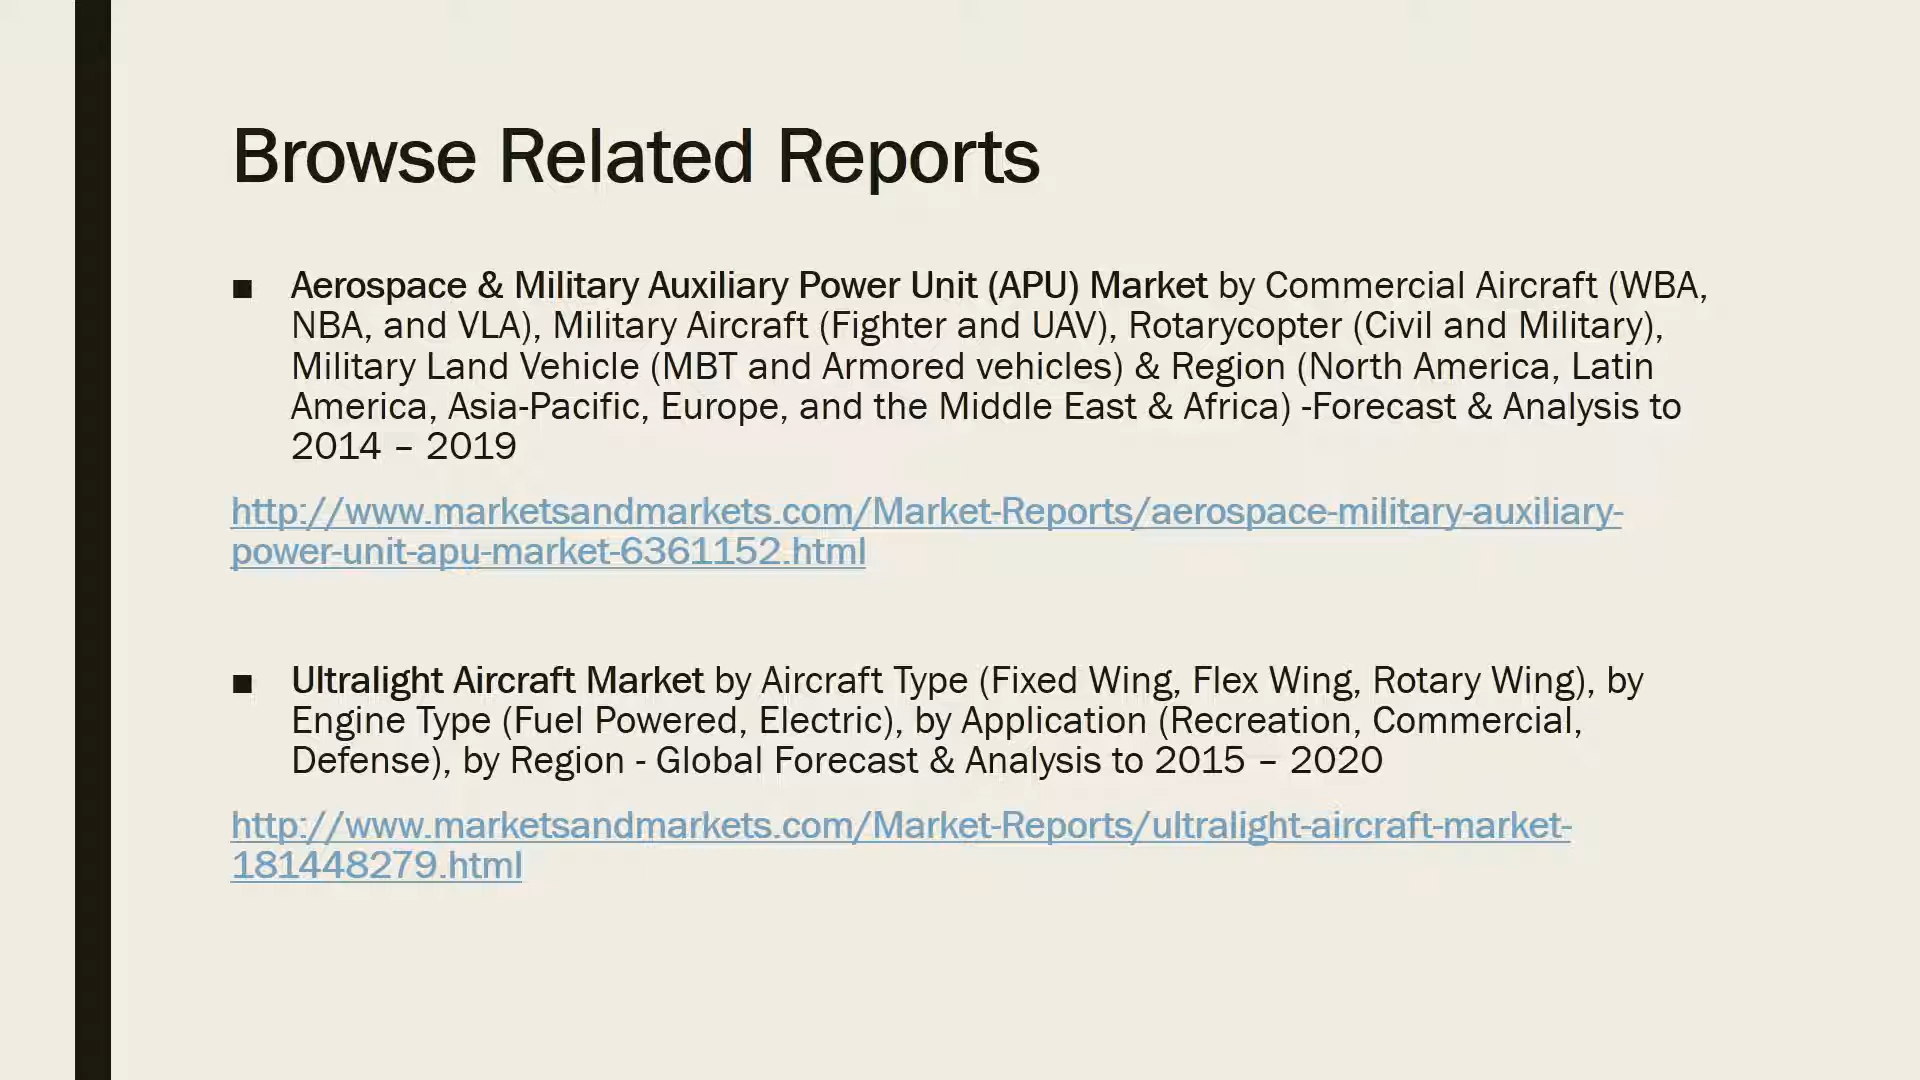 Browse Related Reports
■ Aerospace & Military Auxiliary Power Unit (APU) Market by Commercial Aircraft (WBA,
NBA, and VLA), Military Aircraft (Fighter and UAV), Rotarycopter (Civil and Military),
Military Land Vehicle (MBT and Armored vehicles) & Region (North America, Latin
America, Asia-Pacific, Europe, and the Middle East & Africa) -Forecast & Analysis to
2014 – 2019
http://www.marketsandmarkets.com/Market-Reports/aerospace-military-auxiliary-
power-unit-apu-market-6361152.html
■ Ultralight Aircraft Market by Aircraft Type (Fixed Wing, Flex Wing, Rotary Wing), by
Engine Type (Fuel Powered, Electric), by Application (Recreation, Commercial,
Defense), by Region - Global Forecast & Analysis to 2015 – 2020
http://www.marketsandmarkets.com/Market-Reports/ultralight-aircraft-market-
181448279.html